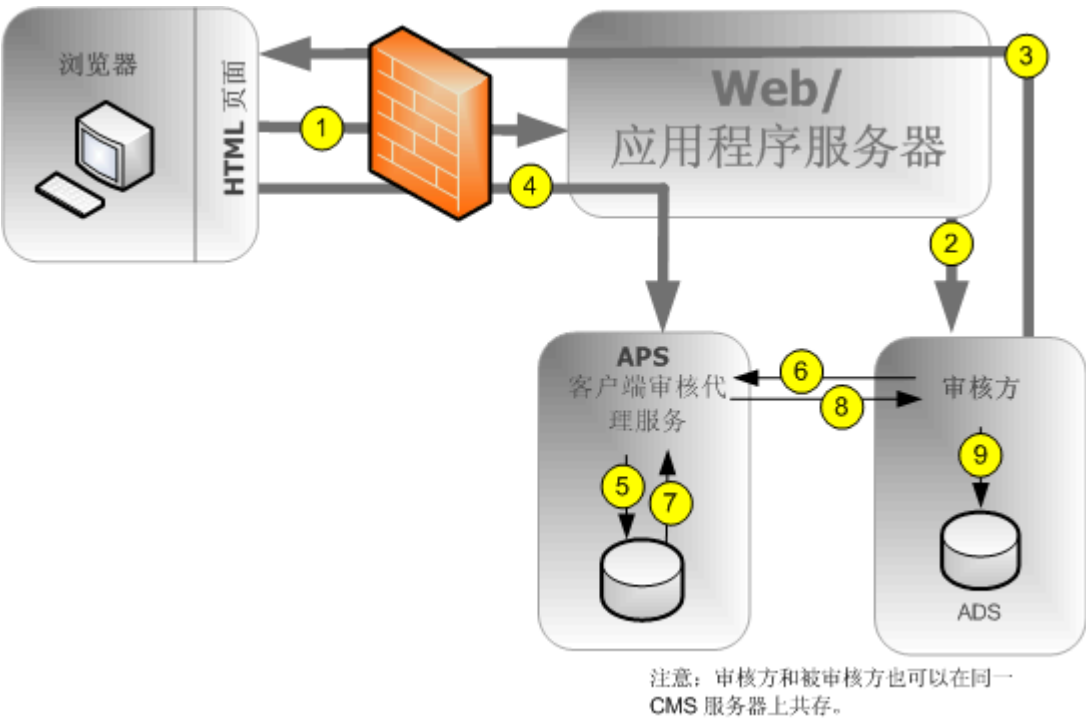 浏览器
HTML 页面
1
3
4
Web/
应用程序服务器
2
APS
客户端审核代
理服务
6
8
审核方
5
7
9
ADS
注意：审核方和被审核方也可以在同一
CMS 服务器上共存。